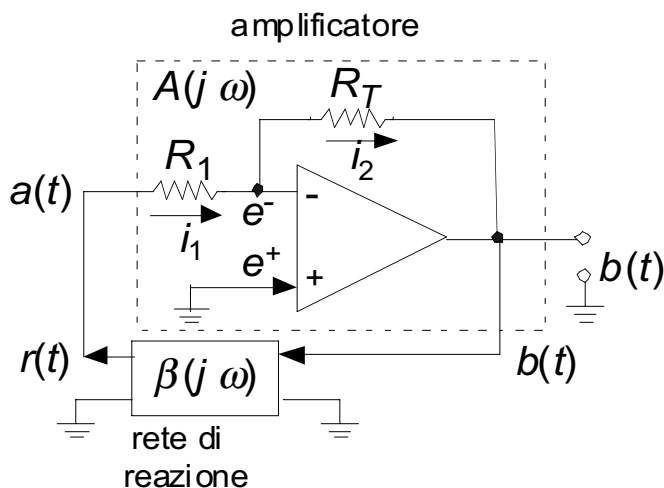 amplificatore
A(j ω)
R_T
R_1
i_2
a(t)
i_1
e^-
-
e^+
+
b(t)
r(t)
β(j ω)
b(t)
rete di
reazione